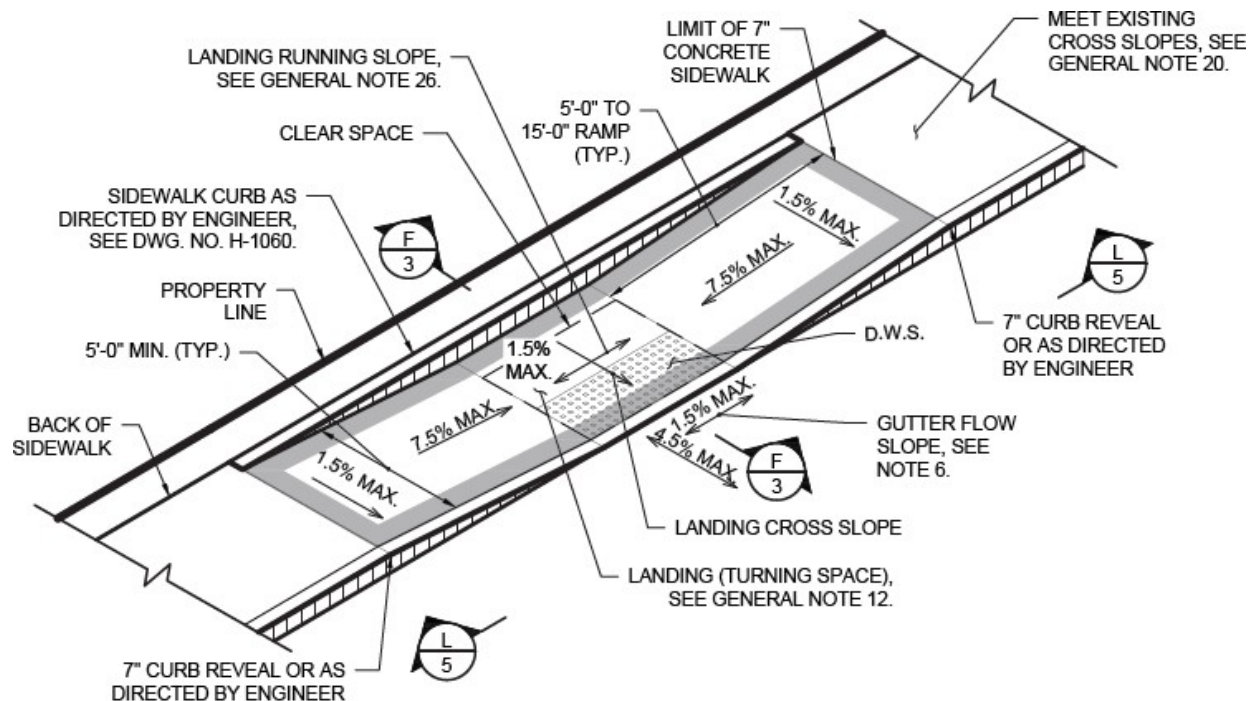 MEET EXISTING
CROSS SLOPES, SEE
GENERAL NOTE 20.
LIMIT OF 7"
CONCRETE
SIDEWALK
LANDING RUNNING SLOPE,
SEE GENERAL NOTE 26.
5'-0" TO
15'-0" RAMP
(TYP.)
CLEAR SPACE
SIDEWALK CURB AS
DIRECTED BY ENGINEER,
SEE DWG. NO. H-1060.
F
3
1.5% MAX.
7.5% MAX.
L
5
PROPERTY
LINE
7" CURB REVEAL
OR AS DIRECTED
BY ENGINEER
D.W.S.
5'-0" MIN. (TYP.)
1.5%
MAX.
BACK OF
SIDEWALK
7.5% MAX
1.5% MAX.
1.5% MAX
4.5% MAX
GUTTER FLOW
SLOPE, SEE
NOTE 6.
F
3
LANDING CROSS SLOPE
LANDING (TURNING SPACE),
SEE GENERAL NOTE 12.
L
5
7" CURB REVEAL OR AS
DIRECTED BY ENGINEER